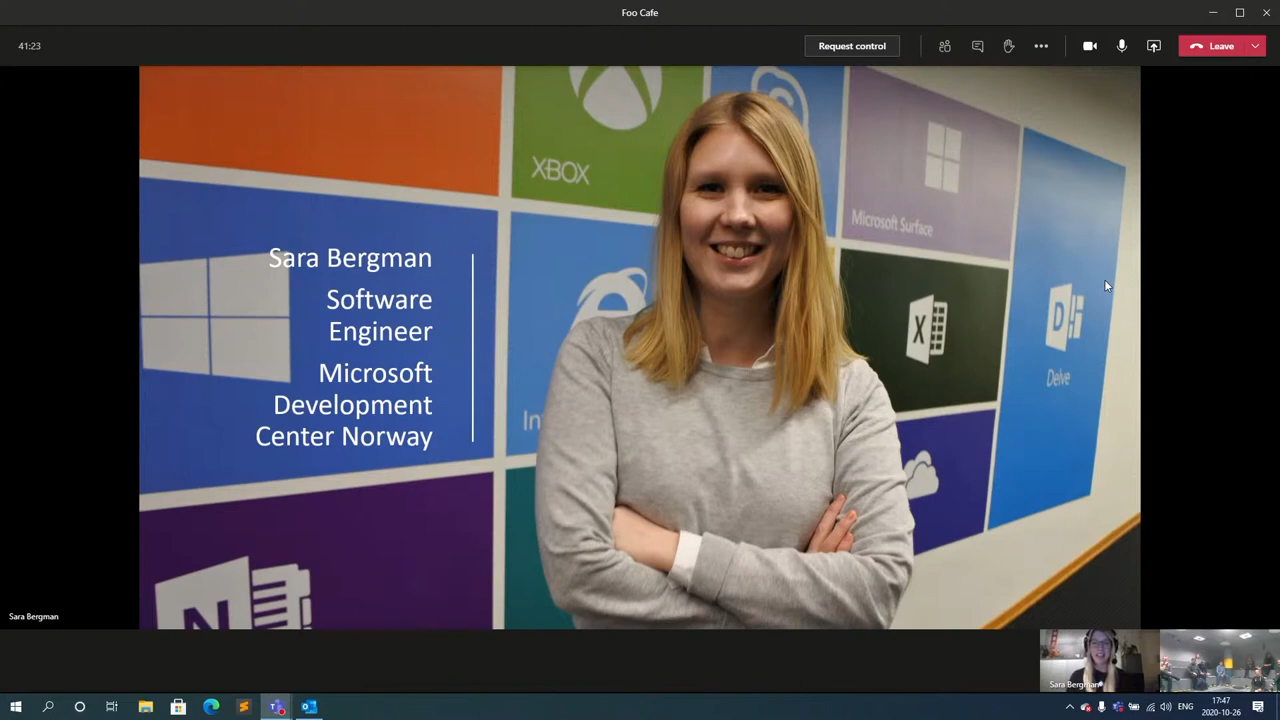 Foo Cafe
41:23
Request control
Leave
XBOX
Microsoft Surface
Sara Bergman
Software
Engineer
Microsoft
Development
Center Norway
In
X
D
Delve
N
Sara Bergman
Sara Bergman
ENG
17:47
2020-10-26